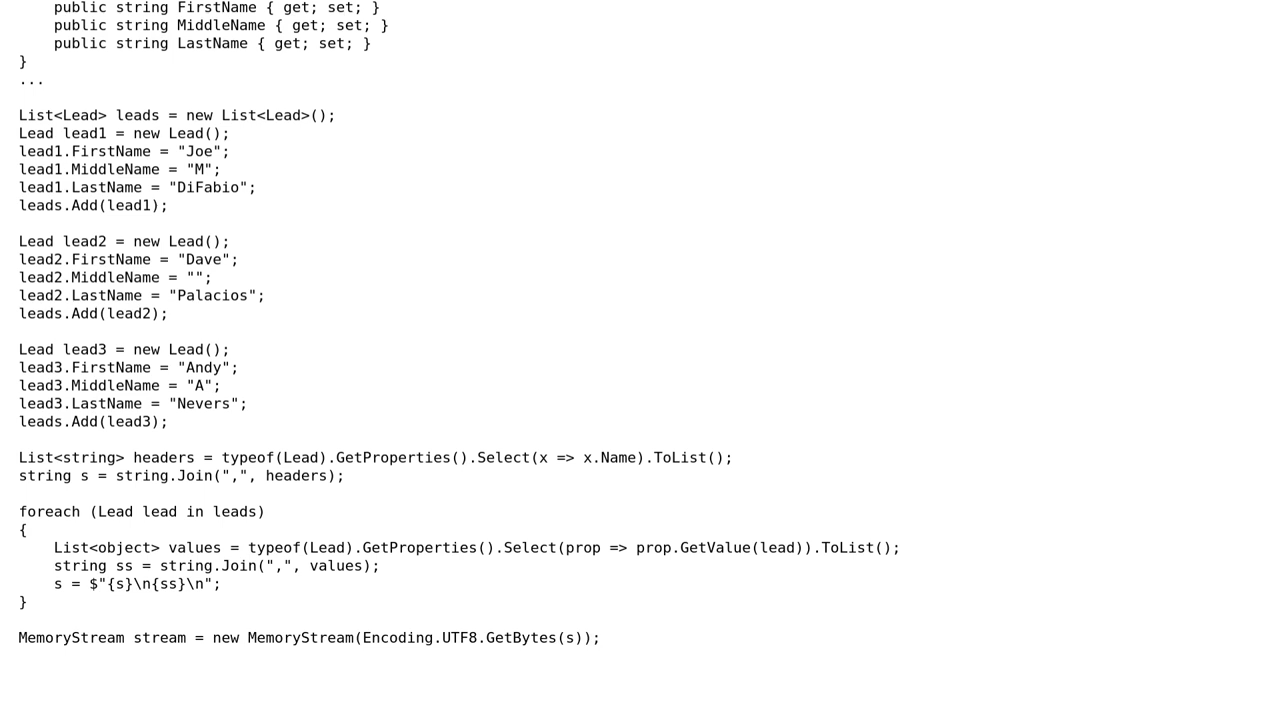 public string FirstName { get; set; }
    public string MiddleName { get; set; }
    public string LastName { get; set; }
}
...

List<Lead> leads = new List<Lead>();
Lead lead1 = new Lead();
lead1.FirstName = "Joe";
lead1.MiddleName = "M";
lead1.LastName = "DiFabio";
leads.Add(lead1);

Lead lead2 = new Lead();
lead2.FirstName = "Dave";
lead2.MiddleName = "";
lead2.LastName = "Palacios";
leads.Add(lead2);

Lead lead3 = new Lead();
lead3.FirstName = "Andy";
lead3.MiddleName = "A";
lead3.LastName = "Nevers";
leads.Add(lead3);

List<string> headers = typeof(Lead).GetProperties().Select(x => x.Name).ToList();
string s = string.Join(",", headers);

foreach (Lead lead in leads)
{
    List<object> values = typeof(Lead).GetProperties().Select(prop => prop.GetValue(lead)).ToList();
    string ss = string.Join(",", values);
    s = $"{s}\n{ss}\n";
}

MemoryStream stream = new MemoryStream(Encoding.UTF8.GetBytes(s));